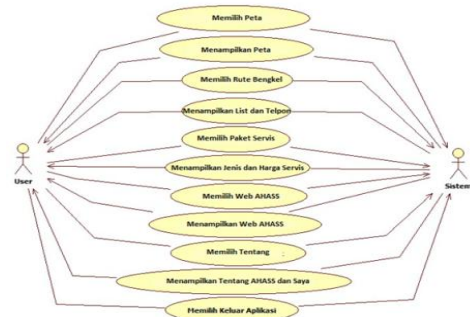 Memilih Peta
Menampilkan Peta
Memilih Rute Bengkel
Menampilkan List dan Telpon
Memilih Paket Servis
Menampilkan Jenis dan Harga Servis
User
Sistem
Memilih Web AHASS
Menampilkan Web AHASS
Memilih Tentang
Menampilkan Tentang AHASS dan Saya
Memilih Keluar Aplikasi